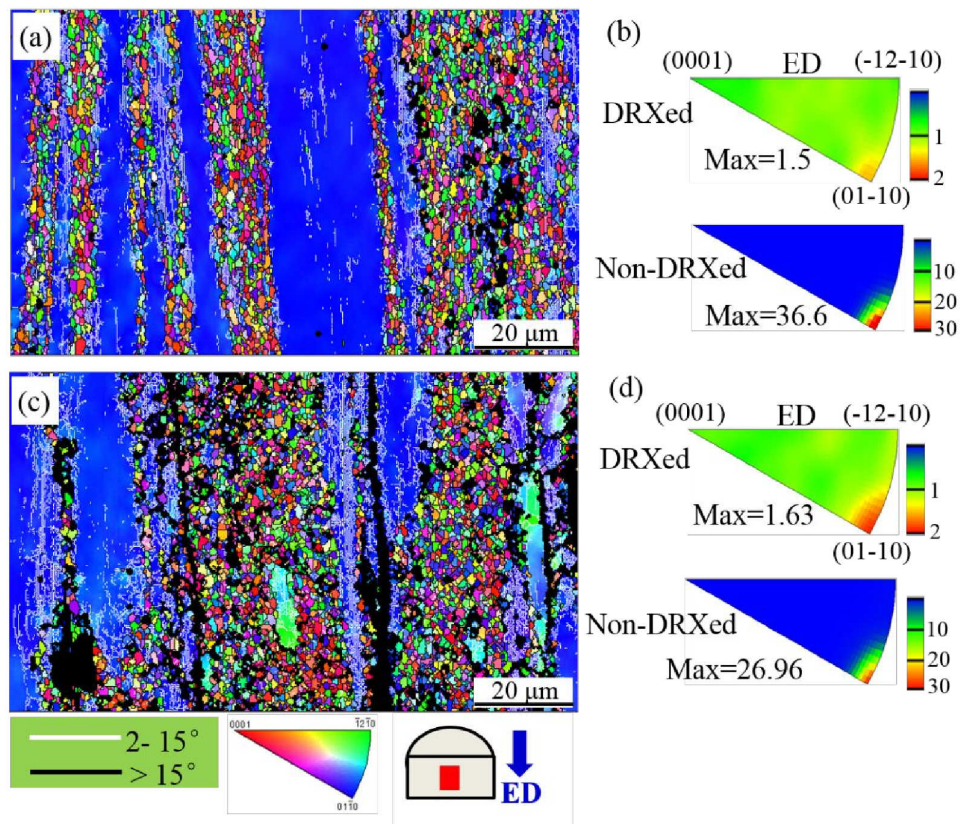 (a)
20 μm
(b)
(0001)
ED
(-12-10)
DRXed
Max=1.5
1
2
(01-10)
Non-DRXed
Max=36.6
10
20
30
(c)
20 μm
(d)
(0001)
ED
(-12-10)
DRXed
Max=1.63
1
2
(01-10)
Non-DRXed
Max=26.96
10
20
30
2- 15°
> 15°
0001
1̄21̄0
011̄0
ED